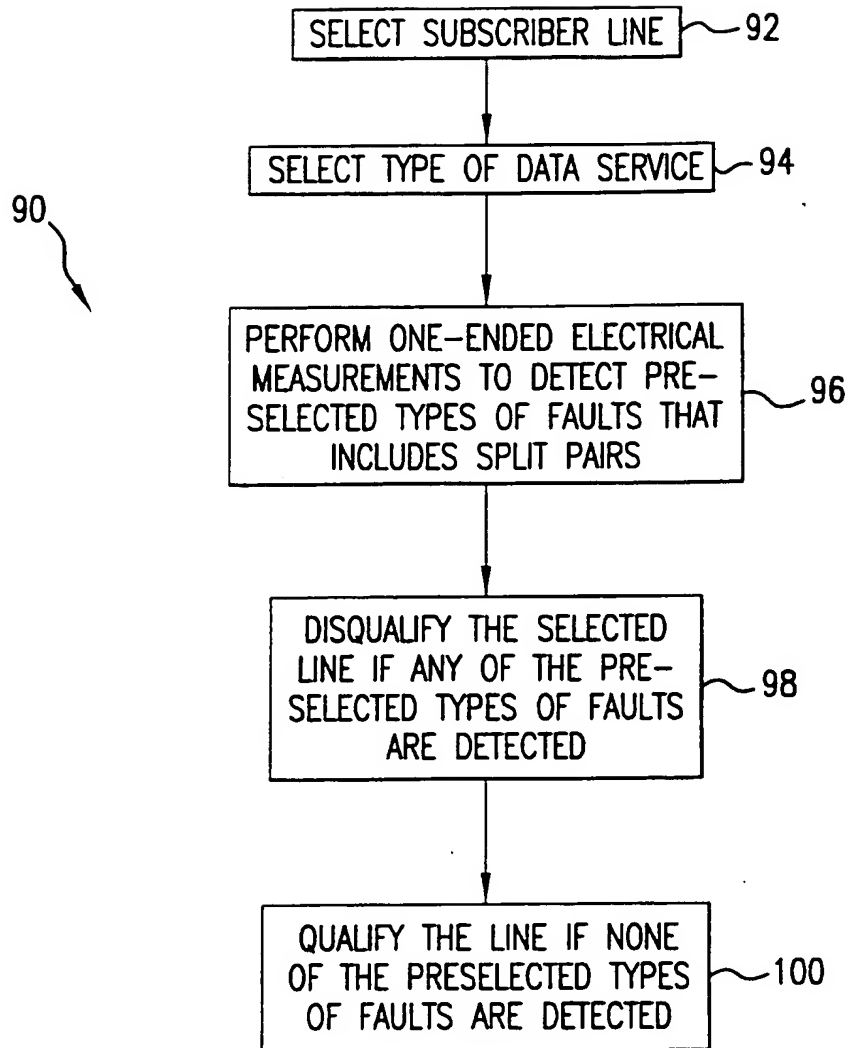 SELECT SUBSCRIBER LINE
92
SELECT TYPE OF DATA SERVICE
94
90
PERFORM ONE-ENDED ELECTRICAL
MEASUREMENTS TO DETECT PRE-
SELECTED TYPES OF FAULTS THAT
INCLUDES SPLIT PAIRS
96
DISQUALIFY THE SELECTED
LINE IF ANY OF THE PRE-
SELECTED TYPES OF FAULTS
ARE DETECTED
98
QUALIFY THE LINE IF NONE
OF THE PRESELECTED TYPES
OF FAULTS ARE DETECTED
100